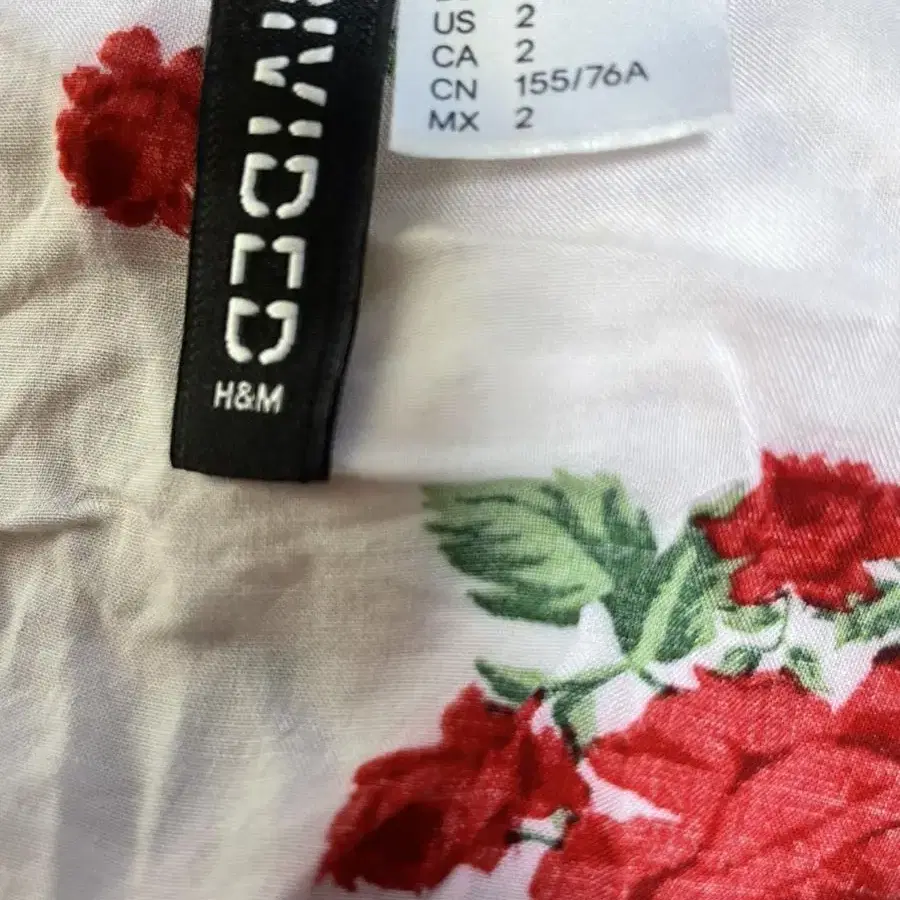 DIVIDED
H&M
US 2
CA 2
CN 155/76A
MX 2